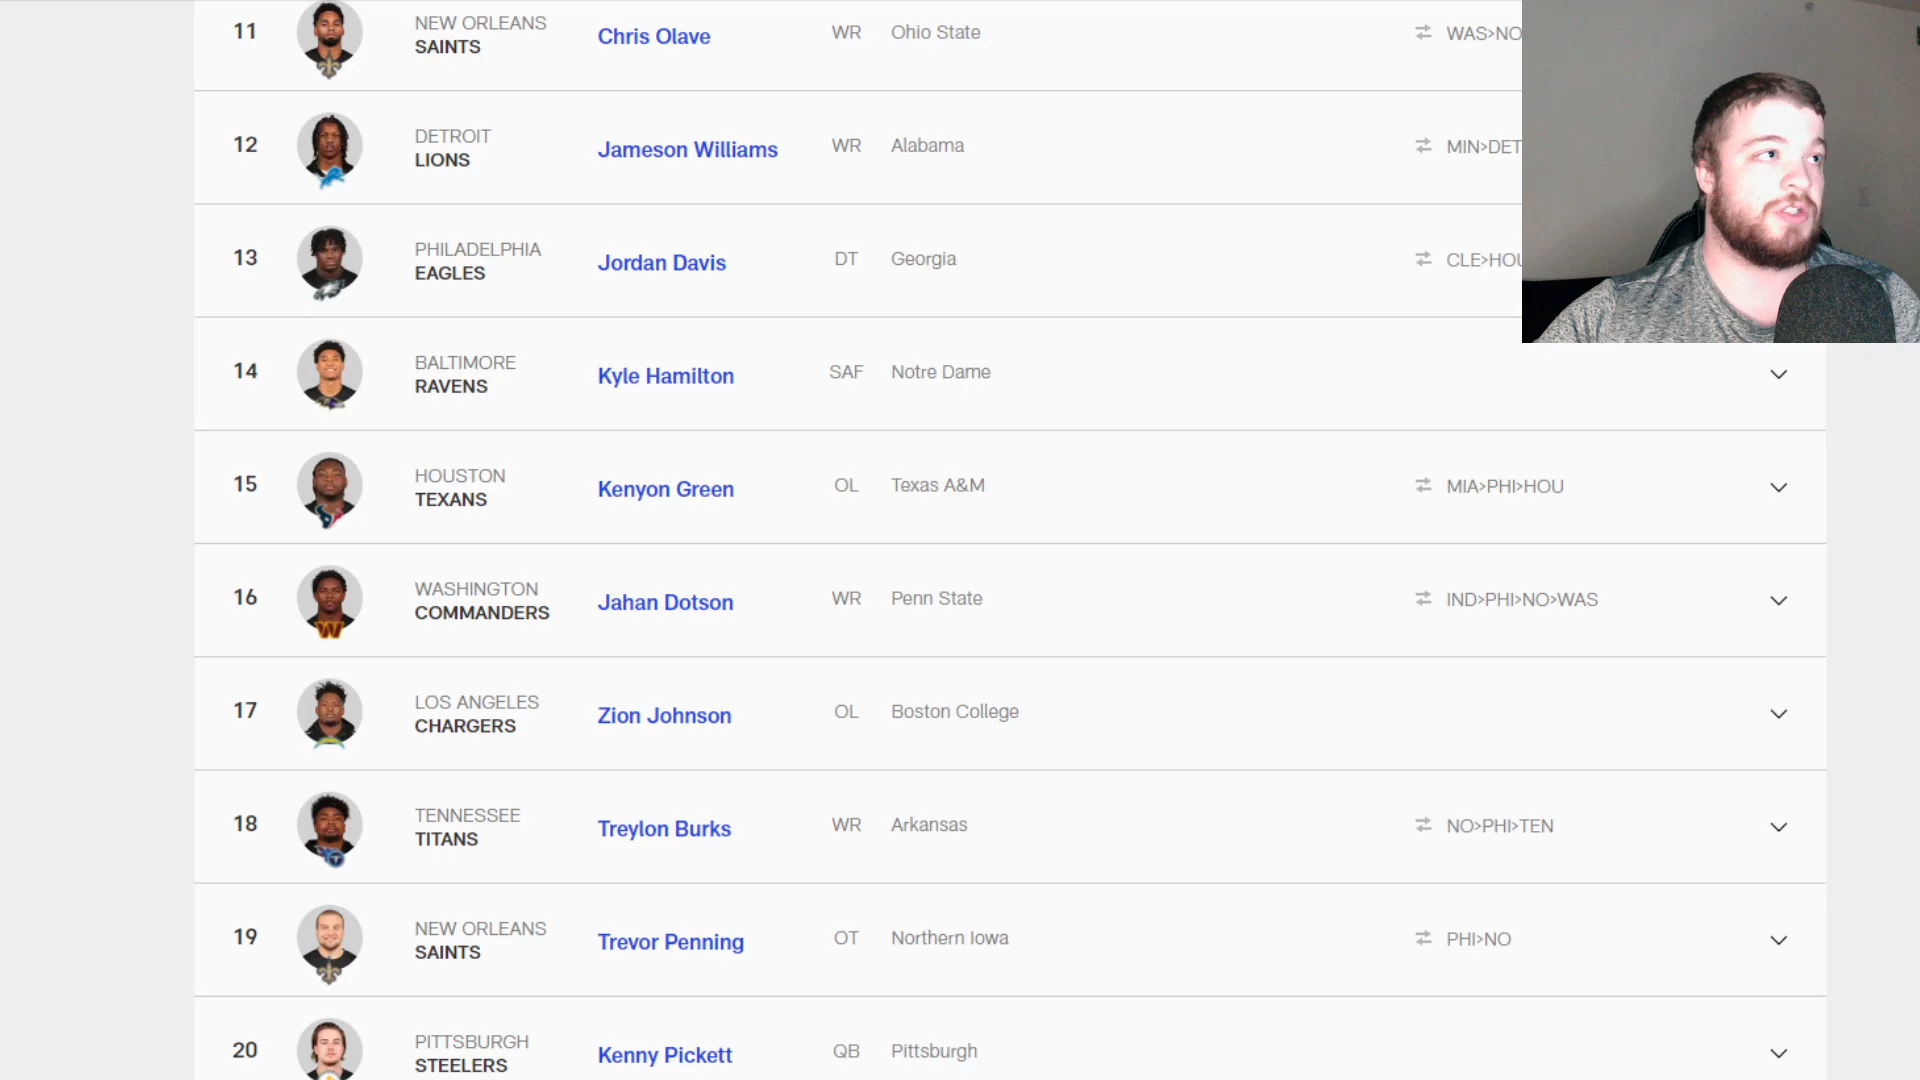 11 NEW ORLEANS SAINTS Chris Olave WR Ohio State WAS>NO
12 DETROIT LIONS Jameson Williams WR Alabama MIN>DET
13 PHILADELPHIA EAGLES Jordan Davis DT Georgia CLE>HOU
14 BALTIMORE RAVENS Kyle Hamilton SAF Notre Dame
15 HOUSTON TEXANS Kenyon Green OL Texas A&M MIA>PHI>HOU
16 WASHINGTON COMMANDERS Jahan Dotson WR Penn State IND>PHI>NO>WAS
17 LOS ANGELES CHARGERS Zion Johnson OL Boston College
18 TENNESSEE TITANS Treylon Burks WR Arkansas NO>PHI>TEN
19 NEW ORLEANS SAINTS Trevor Penning OT Northern Iowa PHI>NO
20 PITTSBURGH STEELERS Kenny Pickett QB Pittsburgh